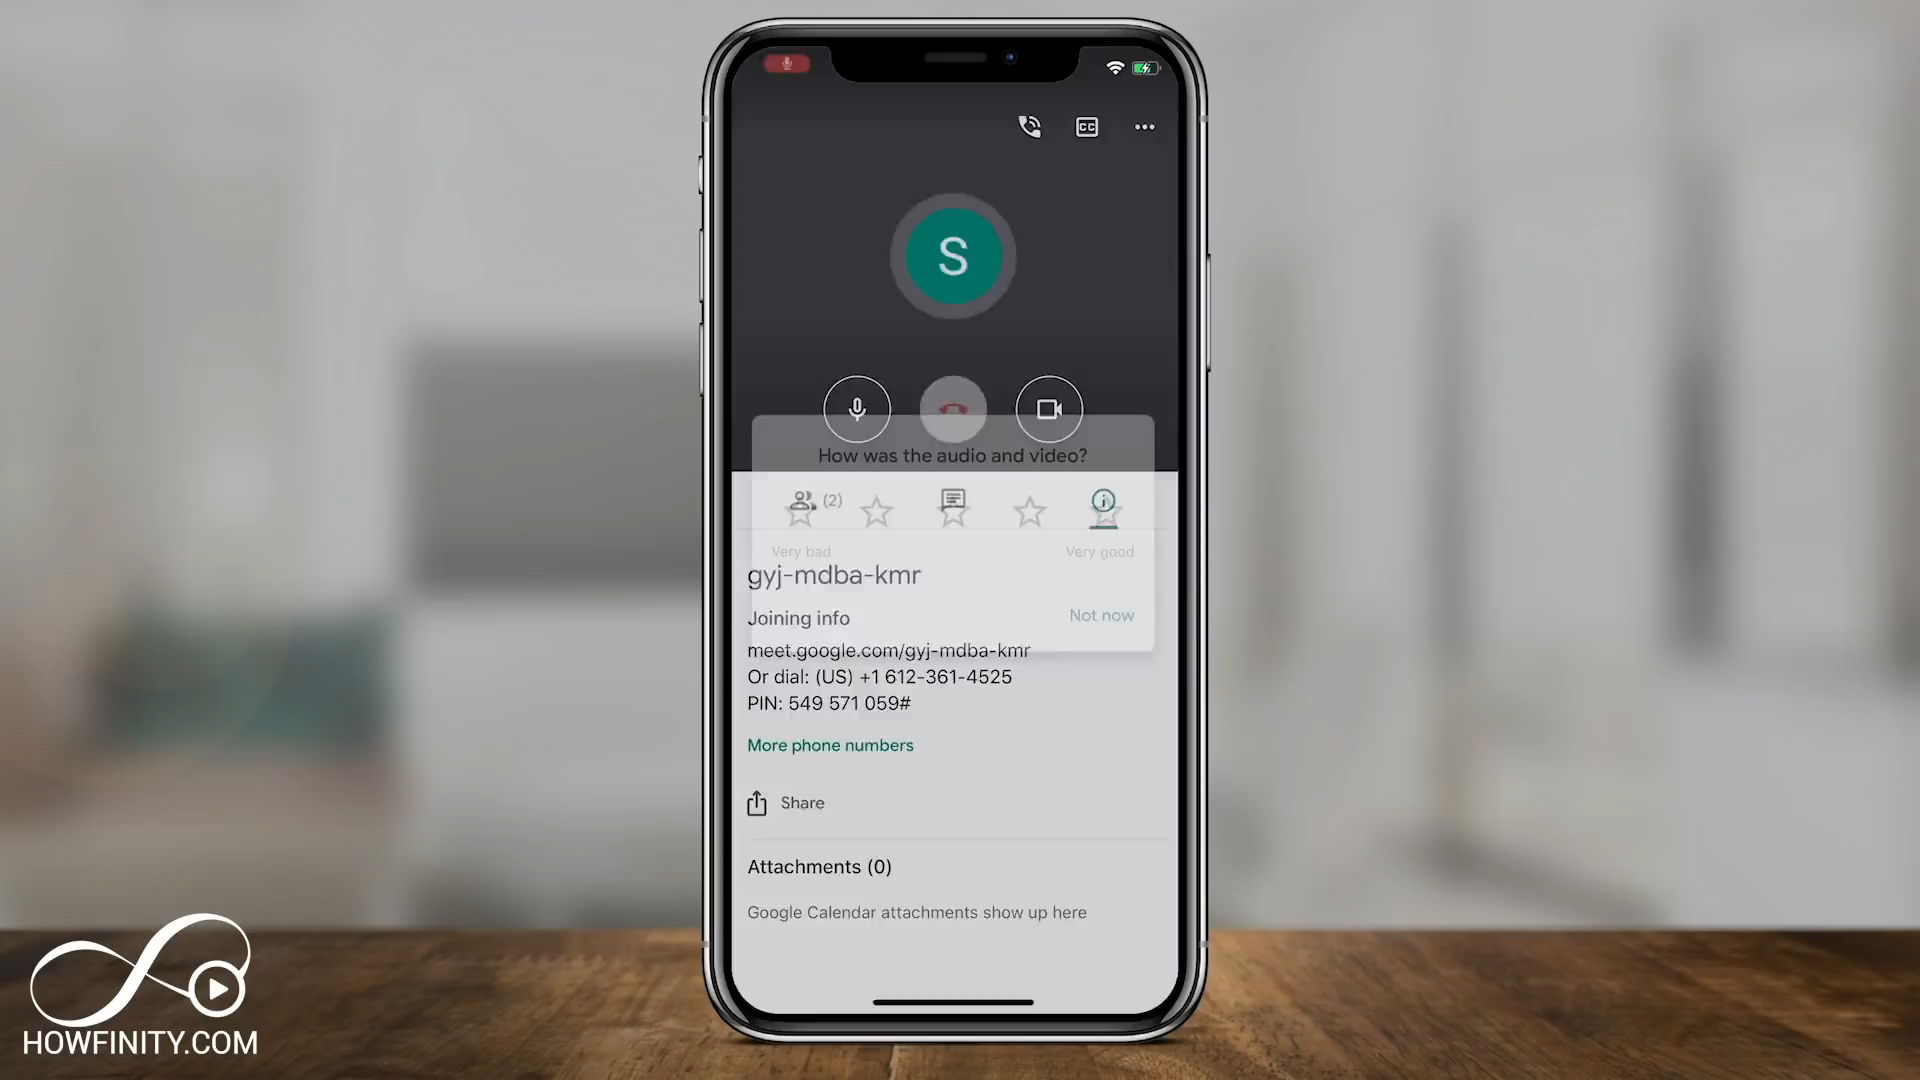 CC
S
How was the audio and video?
(2)
Very bad
Very good
gyj-mdba-kmr
Joining info
Not now
meet.google.com/gyj-mdba-kmr
Or dial: (US) +1 612-361-4525
PIN: 549 571 059#
More phone numbers
Share
Attachments (0)
Google Calendar attachments show up here
HOWFINITY.COM